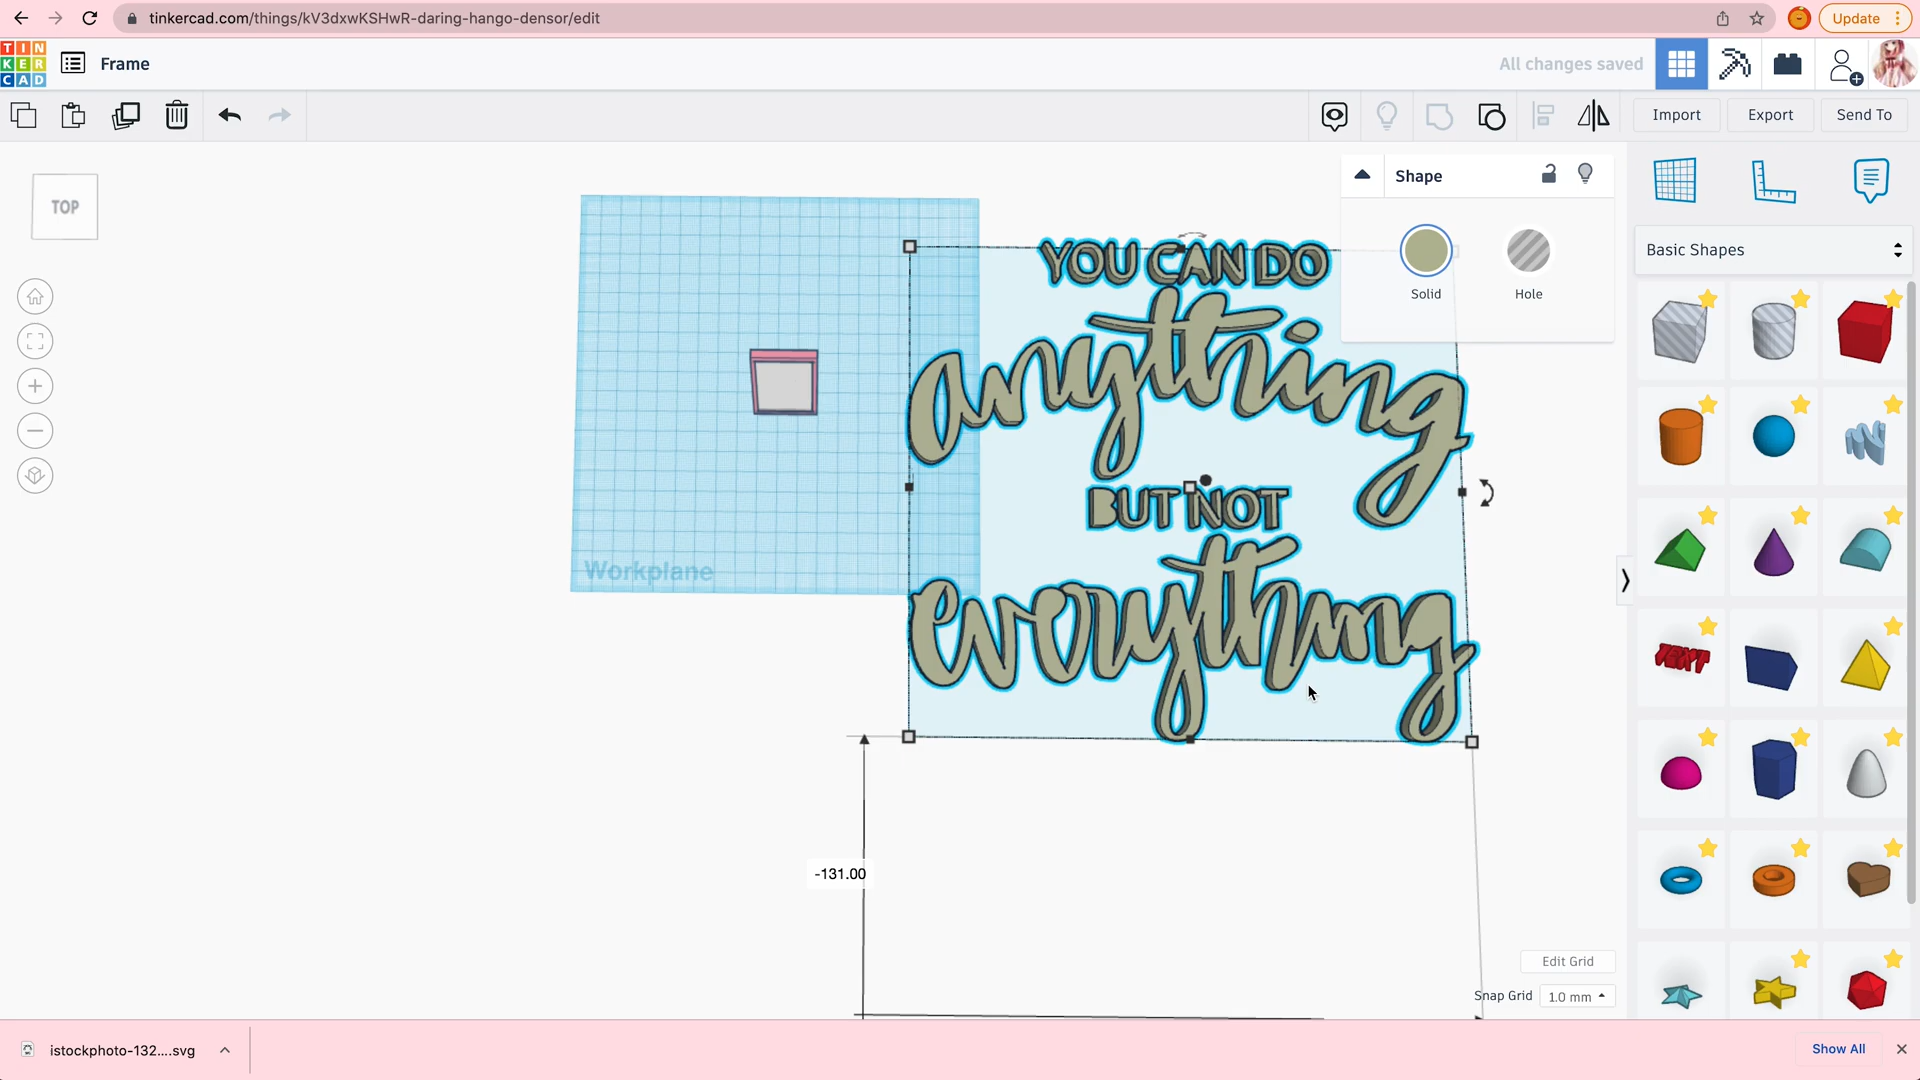 tinkercad.com/things/kV3dxwKSHwR-daring-hango-densor/edit
Update
TIN
KER
CAD
Frame
All changes saved
Import
Export
Send To
TOP
Shape
Solid
Hole
Basic Shapes
YOU CAN DO
anything
BUT NOT
everything
Workplane
TEXT
-131.00
Edit Grid
Snap Grid
1.0 mm
istockphoto-132....svg
Show All